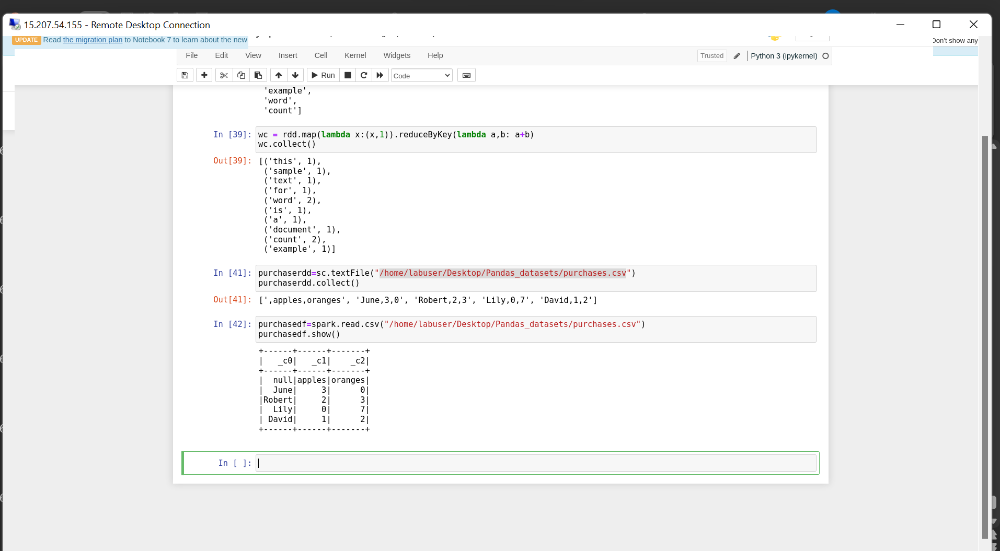 15.207.54.155 - Remote Desktop Connection
UPDATE Read the migration plan to Notebook 7 to learn about the new
Don't show any
File Edit View Insert Cell Kernel Widgets Help
Trusted Python 3 (ipykernel)
Run Code
'example',
'word',
'count']
In [39]: wc = rdd.map(lambda x:(x,1)).reduceByKey(lambda a,b: a+b)
wc.collect()
Out[39]: [('this', 1),
('sample', 1),
('text', 1),
('for', 1),
('word', 2),
('is', 1),
('a', 1),
('document', 1),
('count', 2),
('example', 1)]
In [41]: purchaserdd=sc.textFile("/home/labuser/Desktop/Pandas_datasets/purchases.csv")
purchaserdd.collect()
Out[41]: [',apples,oranges', 'June,3,0', 'Robert,2,3', 'Lily,0,7', 'David,1,2']
In [42]: purchasedf=spark.read.csv("/home/labuser/Desktop/Pandas_datasets/purchases.csv")
purchasedf.show()
+------+------+-------+
|   _c0|   _c1|    _c2|
+------+------+-------+
|  null|apples|oranges|
|  June|     3|      0|
|Robert|     2|      3|
|  Lily|     0|      7|
| David|     1|      2|
+------+------+-------+
In [ ]: